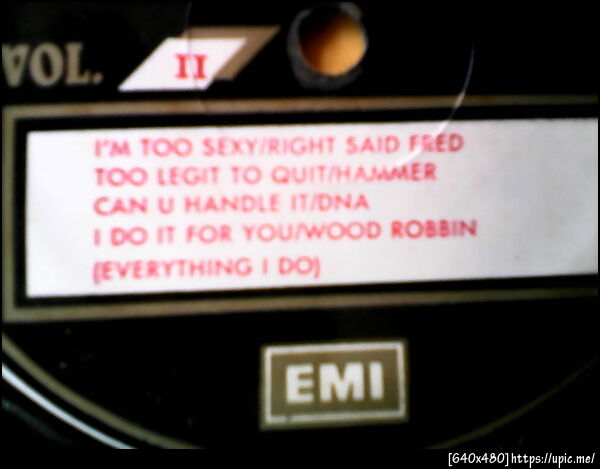 VOL. II
I'M TOO SEXY/RIGHT SAID FRED
TOO LEGIT TO QUIT/HAMMER
CAN U HANDLE IT/DNA
I DO IT FOR YOU/WOOD ROBBIN
(EVERYTHING I DO)
EMI
[640x480]https://upic.me/